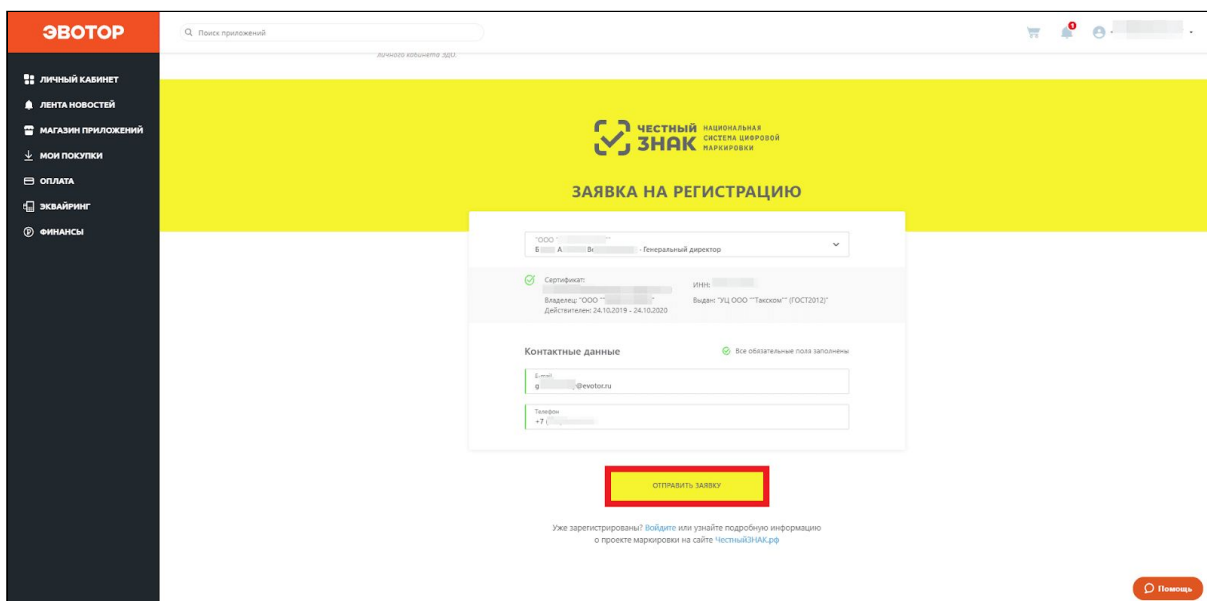 ЭВОТОР
Поиск приложений
1
личного кабинета ЭДО.
ЛИЧНЫЙ КАБИНЕТ
ЛЕНТА НОВОСТЕЙ
МАГАЗИН ПРИЛОЖЕНИЙ
МОИ ПОКУПКИ
ОПЛАТА
ЭКВАЙРИНГ
ФИНАНСЫ
ЧЕСТНЫЙ ЗНАК
НАЦИОНАЛЬНАЯ
СИСТЕМА ЦИФРОВОЙ
МАРКИРОВКИ
ЗАЯВКА НА РЕГИСТРАЦИЮ
"ООО "
Б А Ве - Генеральный директор
Сертификат:
ИНН:
Владелец: "ООО ""
Выдан: "УЦ ООО ""Такском"" (ГОСТ2012)"
Действителен: 24.10.2019 - 24.10.2020
Контактные данные
Все обязательные поля заполнены
E-mail
g @evotor.ru
Телефон
+7 (
ОТПРАВИТЬ ЗАЯВКУ
Уже зарегистрированы? Войдите или узнайте подробную информацию
о проекте маркировки на сайте ЧестныйЗНАК.рф
Помощь